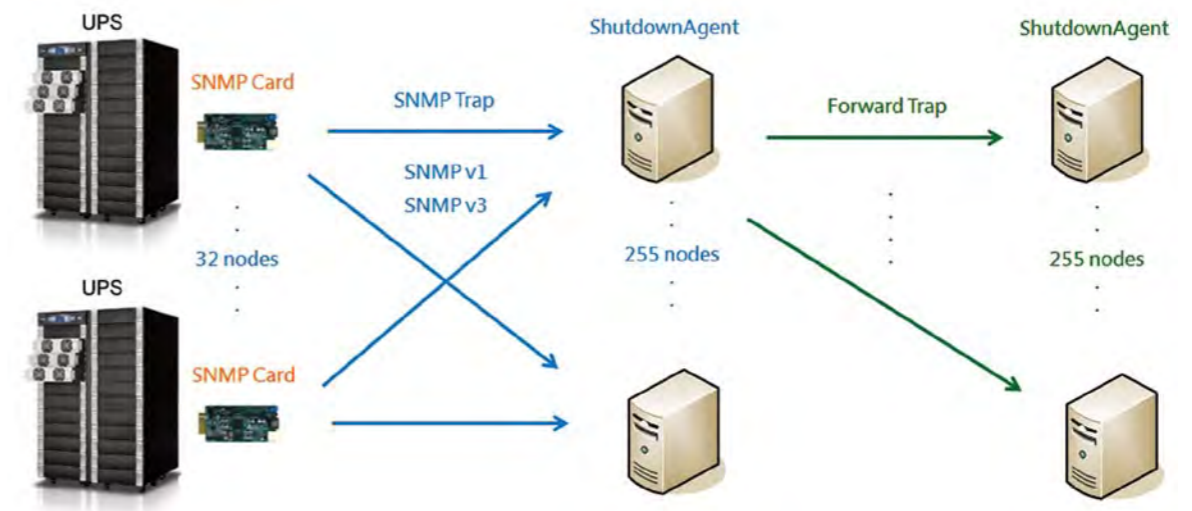 UPS
ShutdownAgent
ShutdownAgent
SNMP Card
SNMP Trap
Forward Trap
SNMP v1
SNMP v3
32 nodes
255 nodes
255 nodes
UPS
SNMP Card